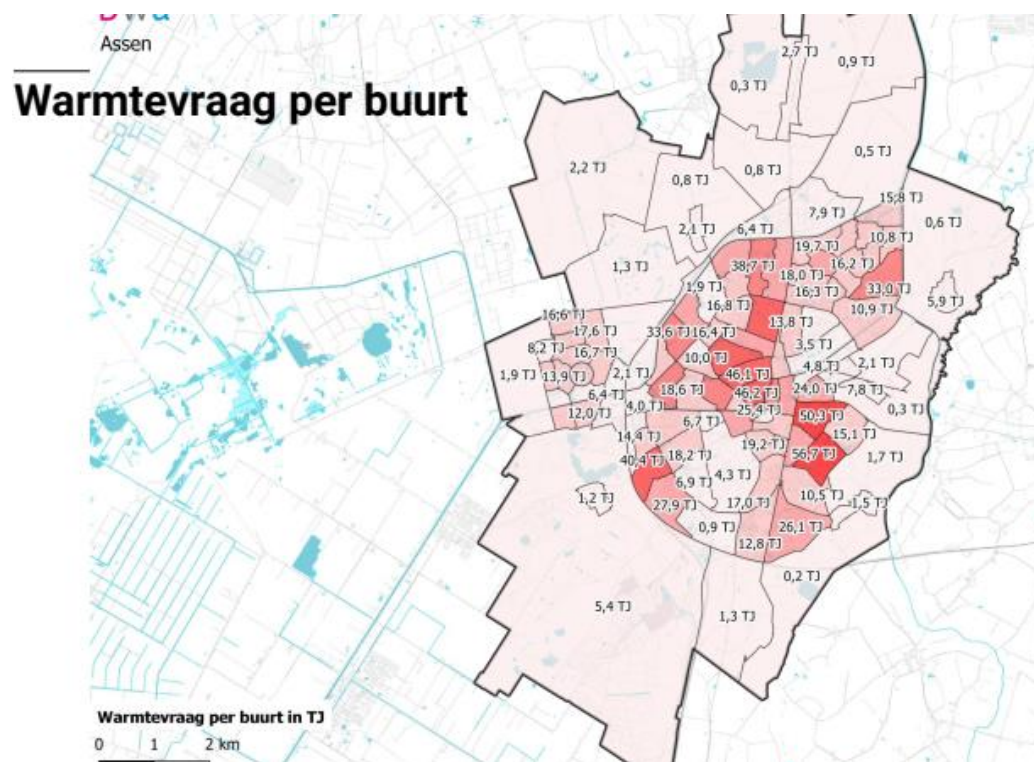 Assen
Warmtevraag per buurt
2,7 TJ
0,9 TJ
0,3 TJ
0,5 TJ
2,2 TJ
0,8 TJ
0,8 TJ
15,8 TJ
7,9 TJ
0,6 TJ
2,1 TJ
6,4 TJ
10,8 TJ
19,7 TJ
1,3 TJ
38,7 TJ
16,2 TJ
18,0 TJ
1,9 TJ
16,3 TJ
33,0 TJ
5,9 TJ
16,8 TJ
10,9 TJ
16,6 TJ
13,8 TJ
17,6 TJ
33,6 TJ
16,4 TJ
3,5 TJ
8,2 TJ
16,7 TJ
10,0 TJ
4,8 TJ
2,1 TJ
1,9 TJ
13,9 TJ
2,1 TJ
46,1 TJ
6,4 TJ
18,6 TJ
46,2 TJ
24,0 TJ
7,8 TJ
12,0 TJ
4,0 TJ
25,4 TJ
50,3 TJ
0,3 TJ
6,7 TJ
14,4 TJ
15,1 TJ
19,2 TJ
40,4 TJ
18,2 TJ
56,7 TJ
1,7 TJ
4,3 TJ
6,9 TJ
1,2 TJ
10,5 TJ
1,5 TJ
27,9 TJ
17,0 TJ
0,9 TJ
26,1 TJ
12,8 TJ
0,2 TJ
5,4 TJ
1,3 TJ
Warmtevraag per buurt in TJ
0 1 2 km